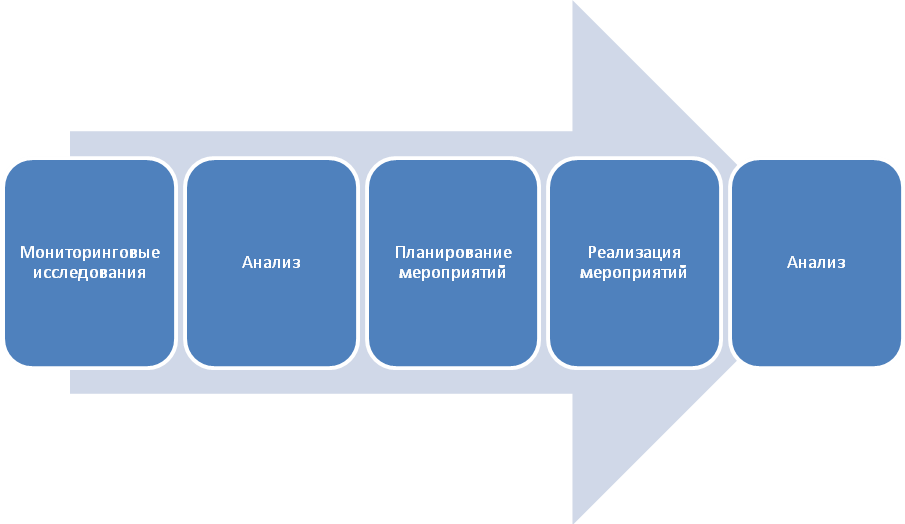 Мониторинговые
исследования
Анализ
Планирование
мероприятий
Реализация
мероприятий
Анализ